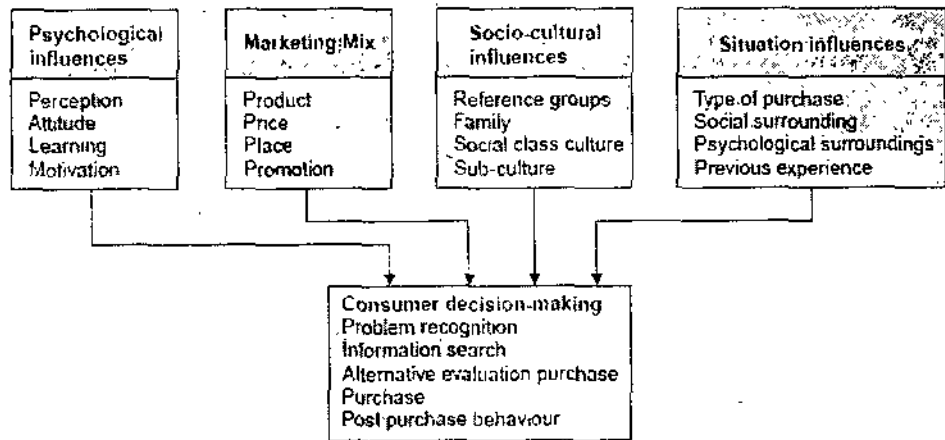 Psychological
influences
Perception
Attitude
Learning
Motivation
Marketing Mix
Product
Price
Place
Promotion
Socio-cultural
influences
Reference groups
Family
Social class culture
Sub-culture
Situation influences
Type of purchase
Social surrounding
Psychological surroundings
Previous experience
Consumer decision-making
Problem recognition
Information search
Alternative evaluation purchase
Purchase
Post purchase behaviour